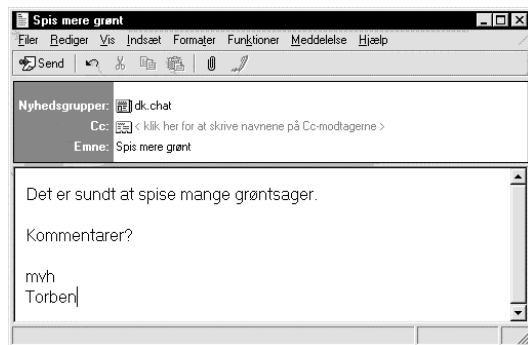 Spis mere grønt
Filer Rediger Vis Indsæt Formater Funktioner Meddelelse Hjælp
Send
Nyhedsgrupper: dk.chat
Cc: < klik her for at skrive navnene på Cc-modtagerne >
Emne: Spis mere grønt
Det er sundt at spise mange grøntsager.
Kommentarer?
mvh
Torben